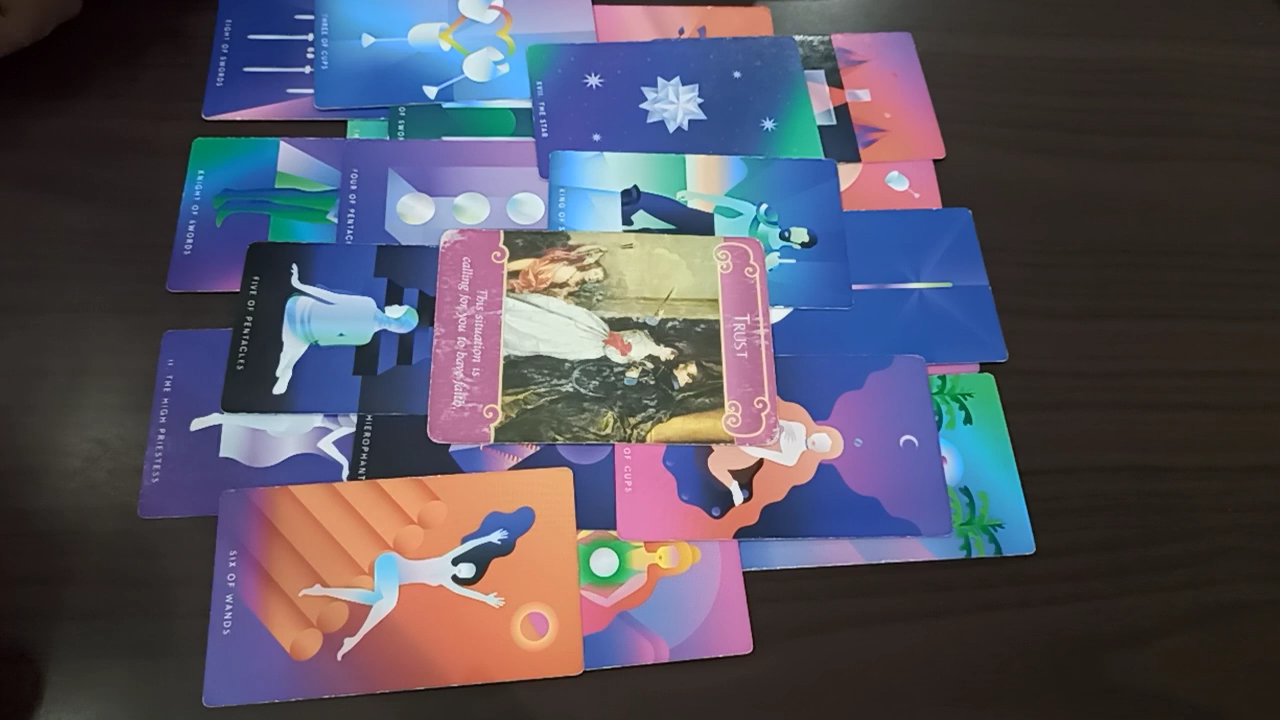 EIGHT OF SWORDS
THREE OF CUPS
XVII. THE STAR
KNIGHT OF SWORDS
FOUR OF PENTAC
KING OF
FIVE OF PENTACLES
TRUST
This situation is
calling for you to have faith.
II. THE HIGH PRIESTESS
HIEROPHANT
OF CUPS
SIX OF WANDS